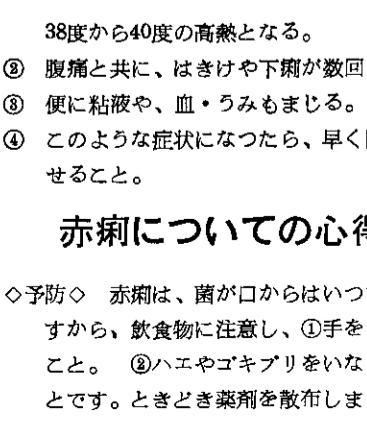 38度から40度の高熱となる。
② 腹痛と共に、はきけや下痢が数回
③ 便に粘液や、血・うみもまじる。
④ このような症状になつたら、早く
せること。
赤痢についての心得
◇予防◇ 赤痢は、菌が口からはいつ
すから、飲食物に注意し、①手を
こと。 ②ハエやゴキブリをいな
とです。ときどき薬剤を散布しま